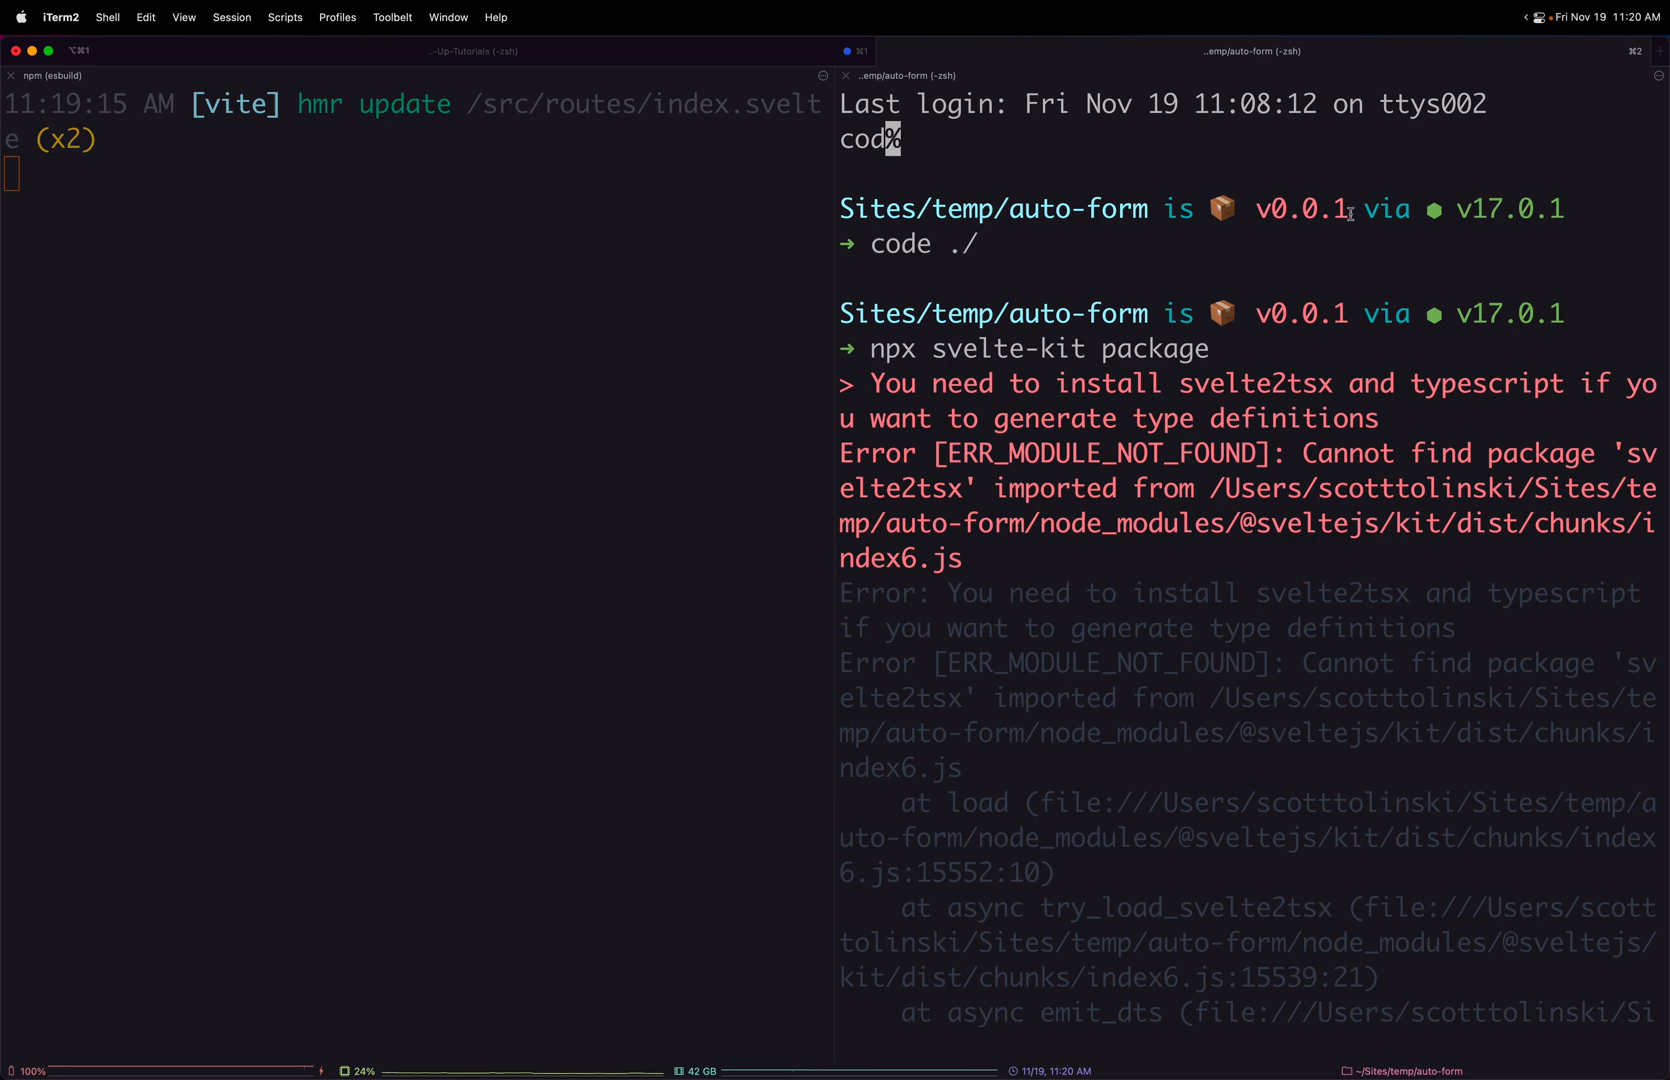 iTerm2 Shell Edit View Session Scripts Profiles Toolbelt Window Help
Fri Nov 19 11:20 AM
⌥⌘1 ..-Up-Tutorials (-zsh) ⌘1 ..emp/auto-form (-zsh) ⌘2
npm (esbuild)
11:19:15 AM [vite] hmr update /src/routes/index.svelt
e (x2)
..emp/auto-form (-zsh)
Last login: Fri Nov 19 11:08:12 on ttys002
cod%
Sites/temp/auto-form is 📦 v0.0.1 via ⬢ v17.0.1
➜ code ./
Sites/temp/auto-form is 📦 v0.0.1 via ⬢ v17.0.1
➜ npx svelte-kit package
> You need to install svelte2tsx and typescript if yo
u want to generate type definitions
Error [ERR_MODULE_NOT_FOUND]: Cannot find package 'sv
elte2tsx' imported from /Users/scotttolinski/Sites/te
mp/auto-form/node_modules/@sveltejs/kit/dist/chunks/i
ndex6.js
Error: You need to install svelte2tsx and typescript
if you want to generate type definitions
Error [ERR_MODULE_NOT_FOUND]: Cannot find package 'sv
elte2tsx' imported from /Users/scotttolinski/Sites/te
mp/auto-form/node_modules/@sveltejs/kit/dist/chunks/i
ndex6.js
at load (file:///Users/scotttolinski/Sites/temp/a
uto-form/node_modules/@sveltejs/kit/dist/chunks/index
6.js:15552:10)
at async try_load_svelte2tsx (file:///Users/scott
tolinski/Sites/temp/auto-form/node_modules/@sveltejs/
kit/dist/chunks/index6.js:15539:21)
at async emit_dts (file:///Users/scotttolinski/Si
100% 24% 42 GB 11/19, 11:20 AM ~/Sites/temp/auto-form